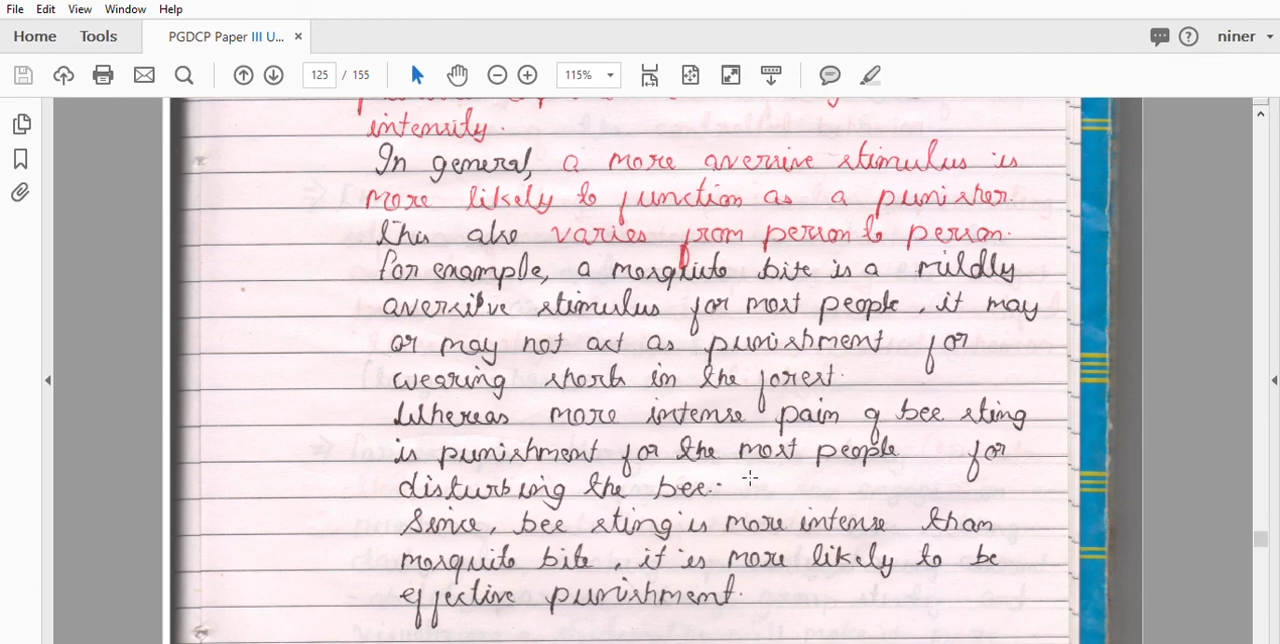 File Edit View Window Help
Home Tools PGDCP Paper III U... × niner
125 / 155 115%
intensity.
In general, a more aversive stimulus is
more likely to function as a punisher.
this also varies from person to person.
for example, a mosquito bite is a mildly
aversive stimulus for most people, it may
or may not act as punishment for
wearing shorts in the forest.
Whereas more intense pain of bee sting
is punishment for the most people for
disturbing the bee.
Since, bee sting is more intense than
mosquito bite, it is more likely to be
effective punishment.